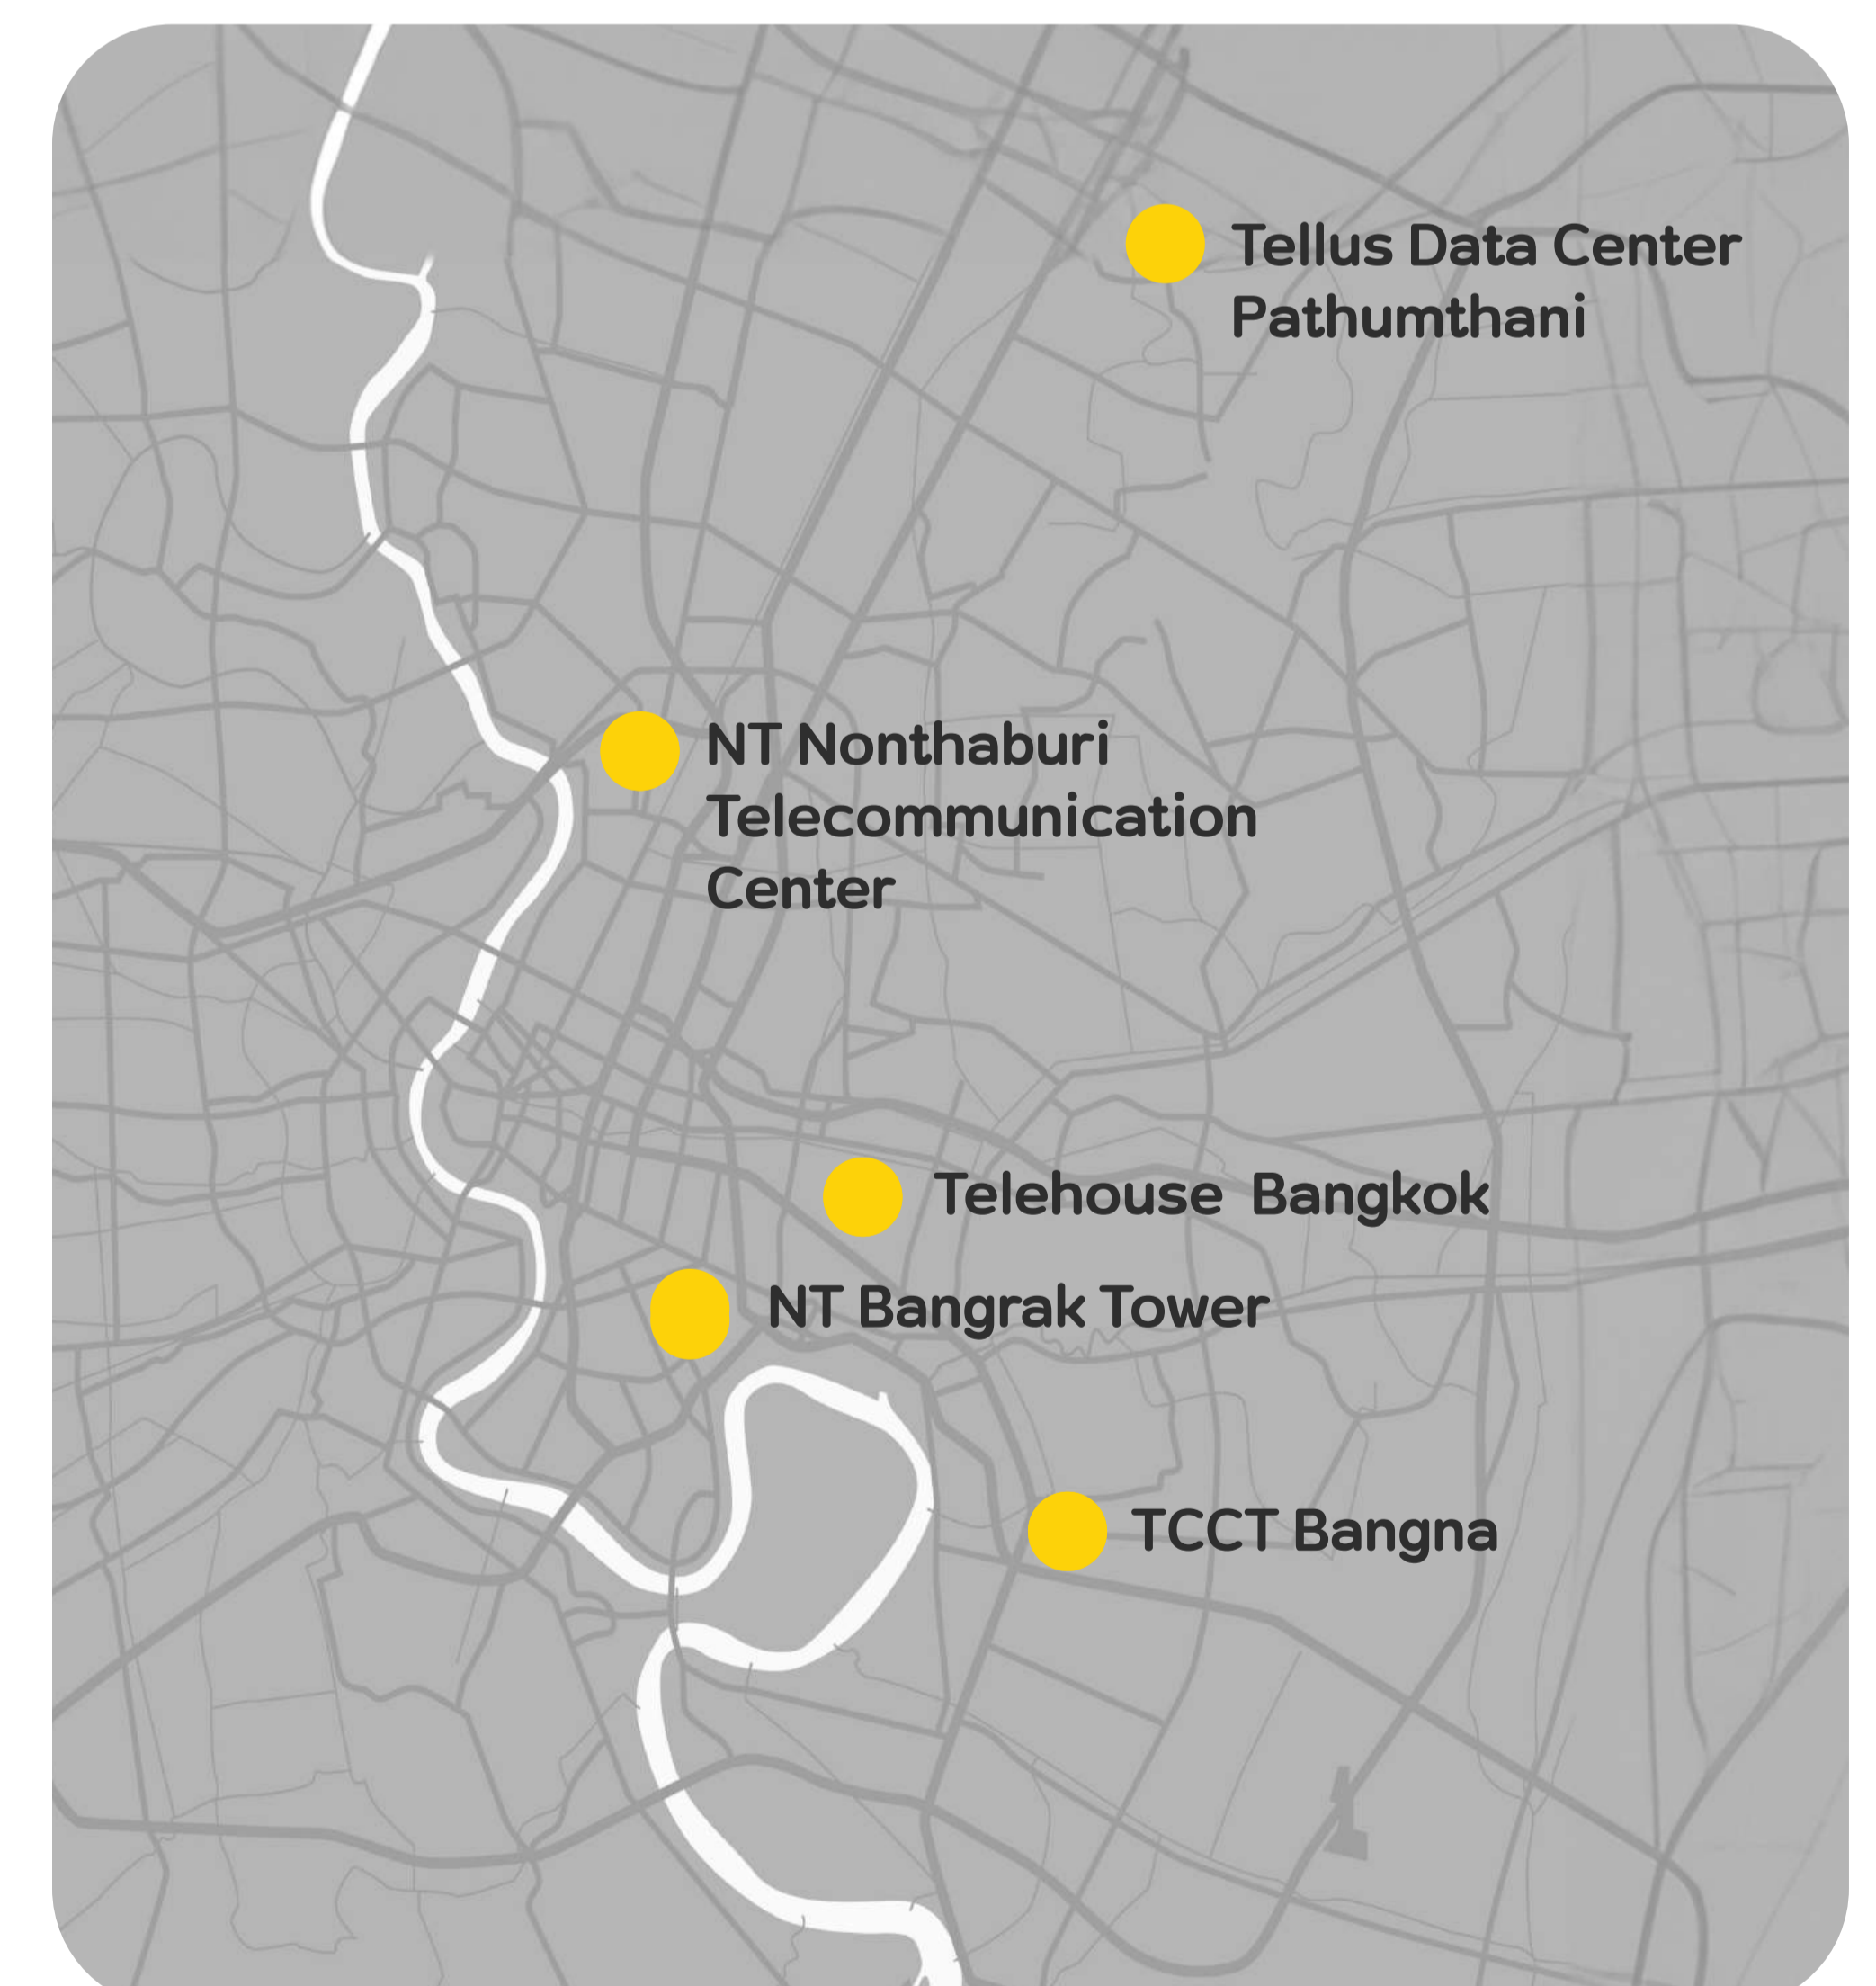 Tellus Data Center
Pathumthani
NT Nonthaburi
Telecommunication
Center
Telehouse  Bangkok
NT Bangrak Tower
TCCT Bangna